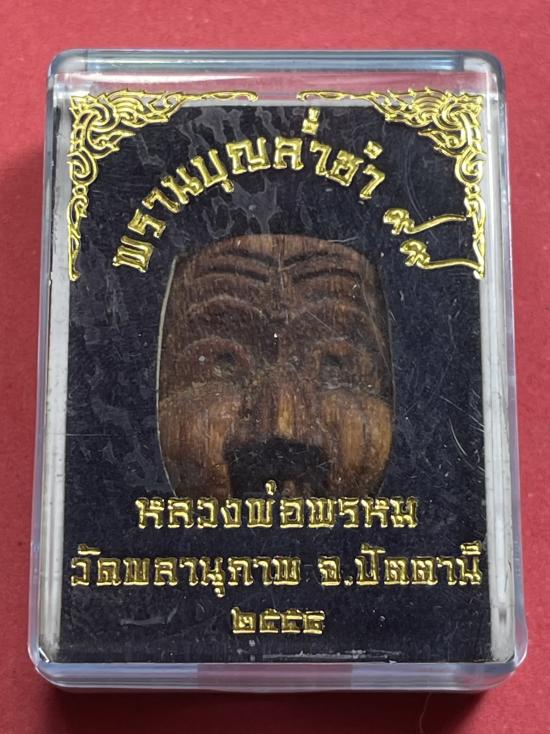 พรานบุญล่ำซำ
หลวงพ่อพรหม
วัดพลานุภาพ จ.ปัตตานี
๒๕๕๔